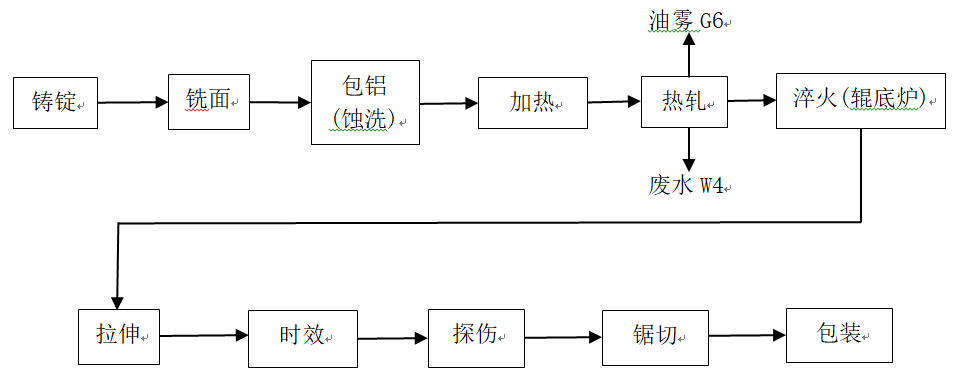 油雾 G6
铸锭
铣面
包铝
(蚀洗)
加热
热轧
淬火(辊底炉)
废水 W4
拉伸
时效
探伤
锯切
包装